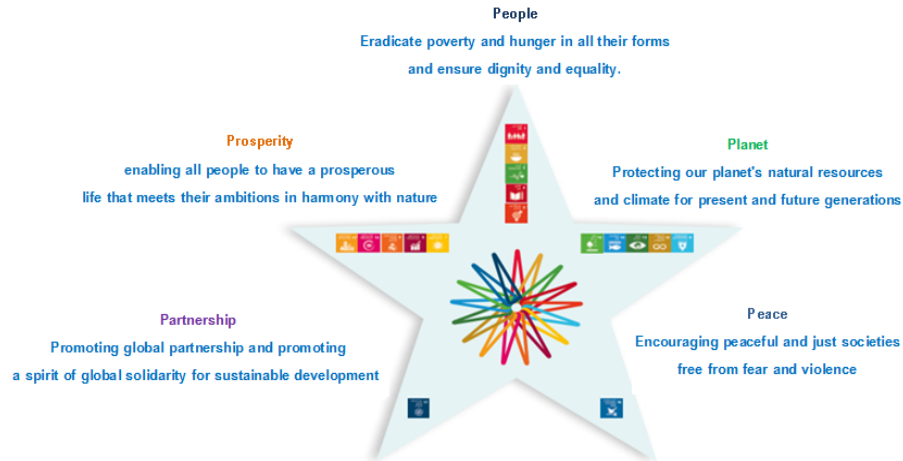 People
Eradicate poverty and hunger in all their forms
and ensure dignity and equality.
Prosperity
enabling all people to have a prosperous
life that meets their ambitions in harmony with nature
Planet
Protecting our planet's natural resources
and climate for present and future generations
Partnership
Promoting global partnership and promoting
a spirit of global solidarity for sustainable development
Peace
Encouraging peaceful and just societies
free from fear and violence